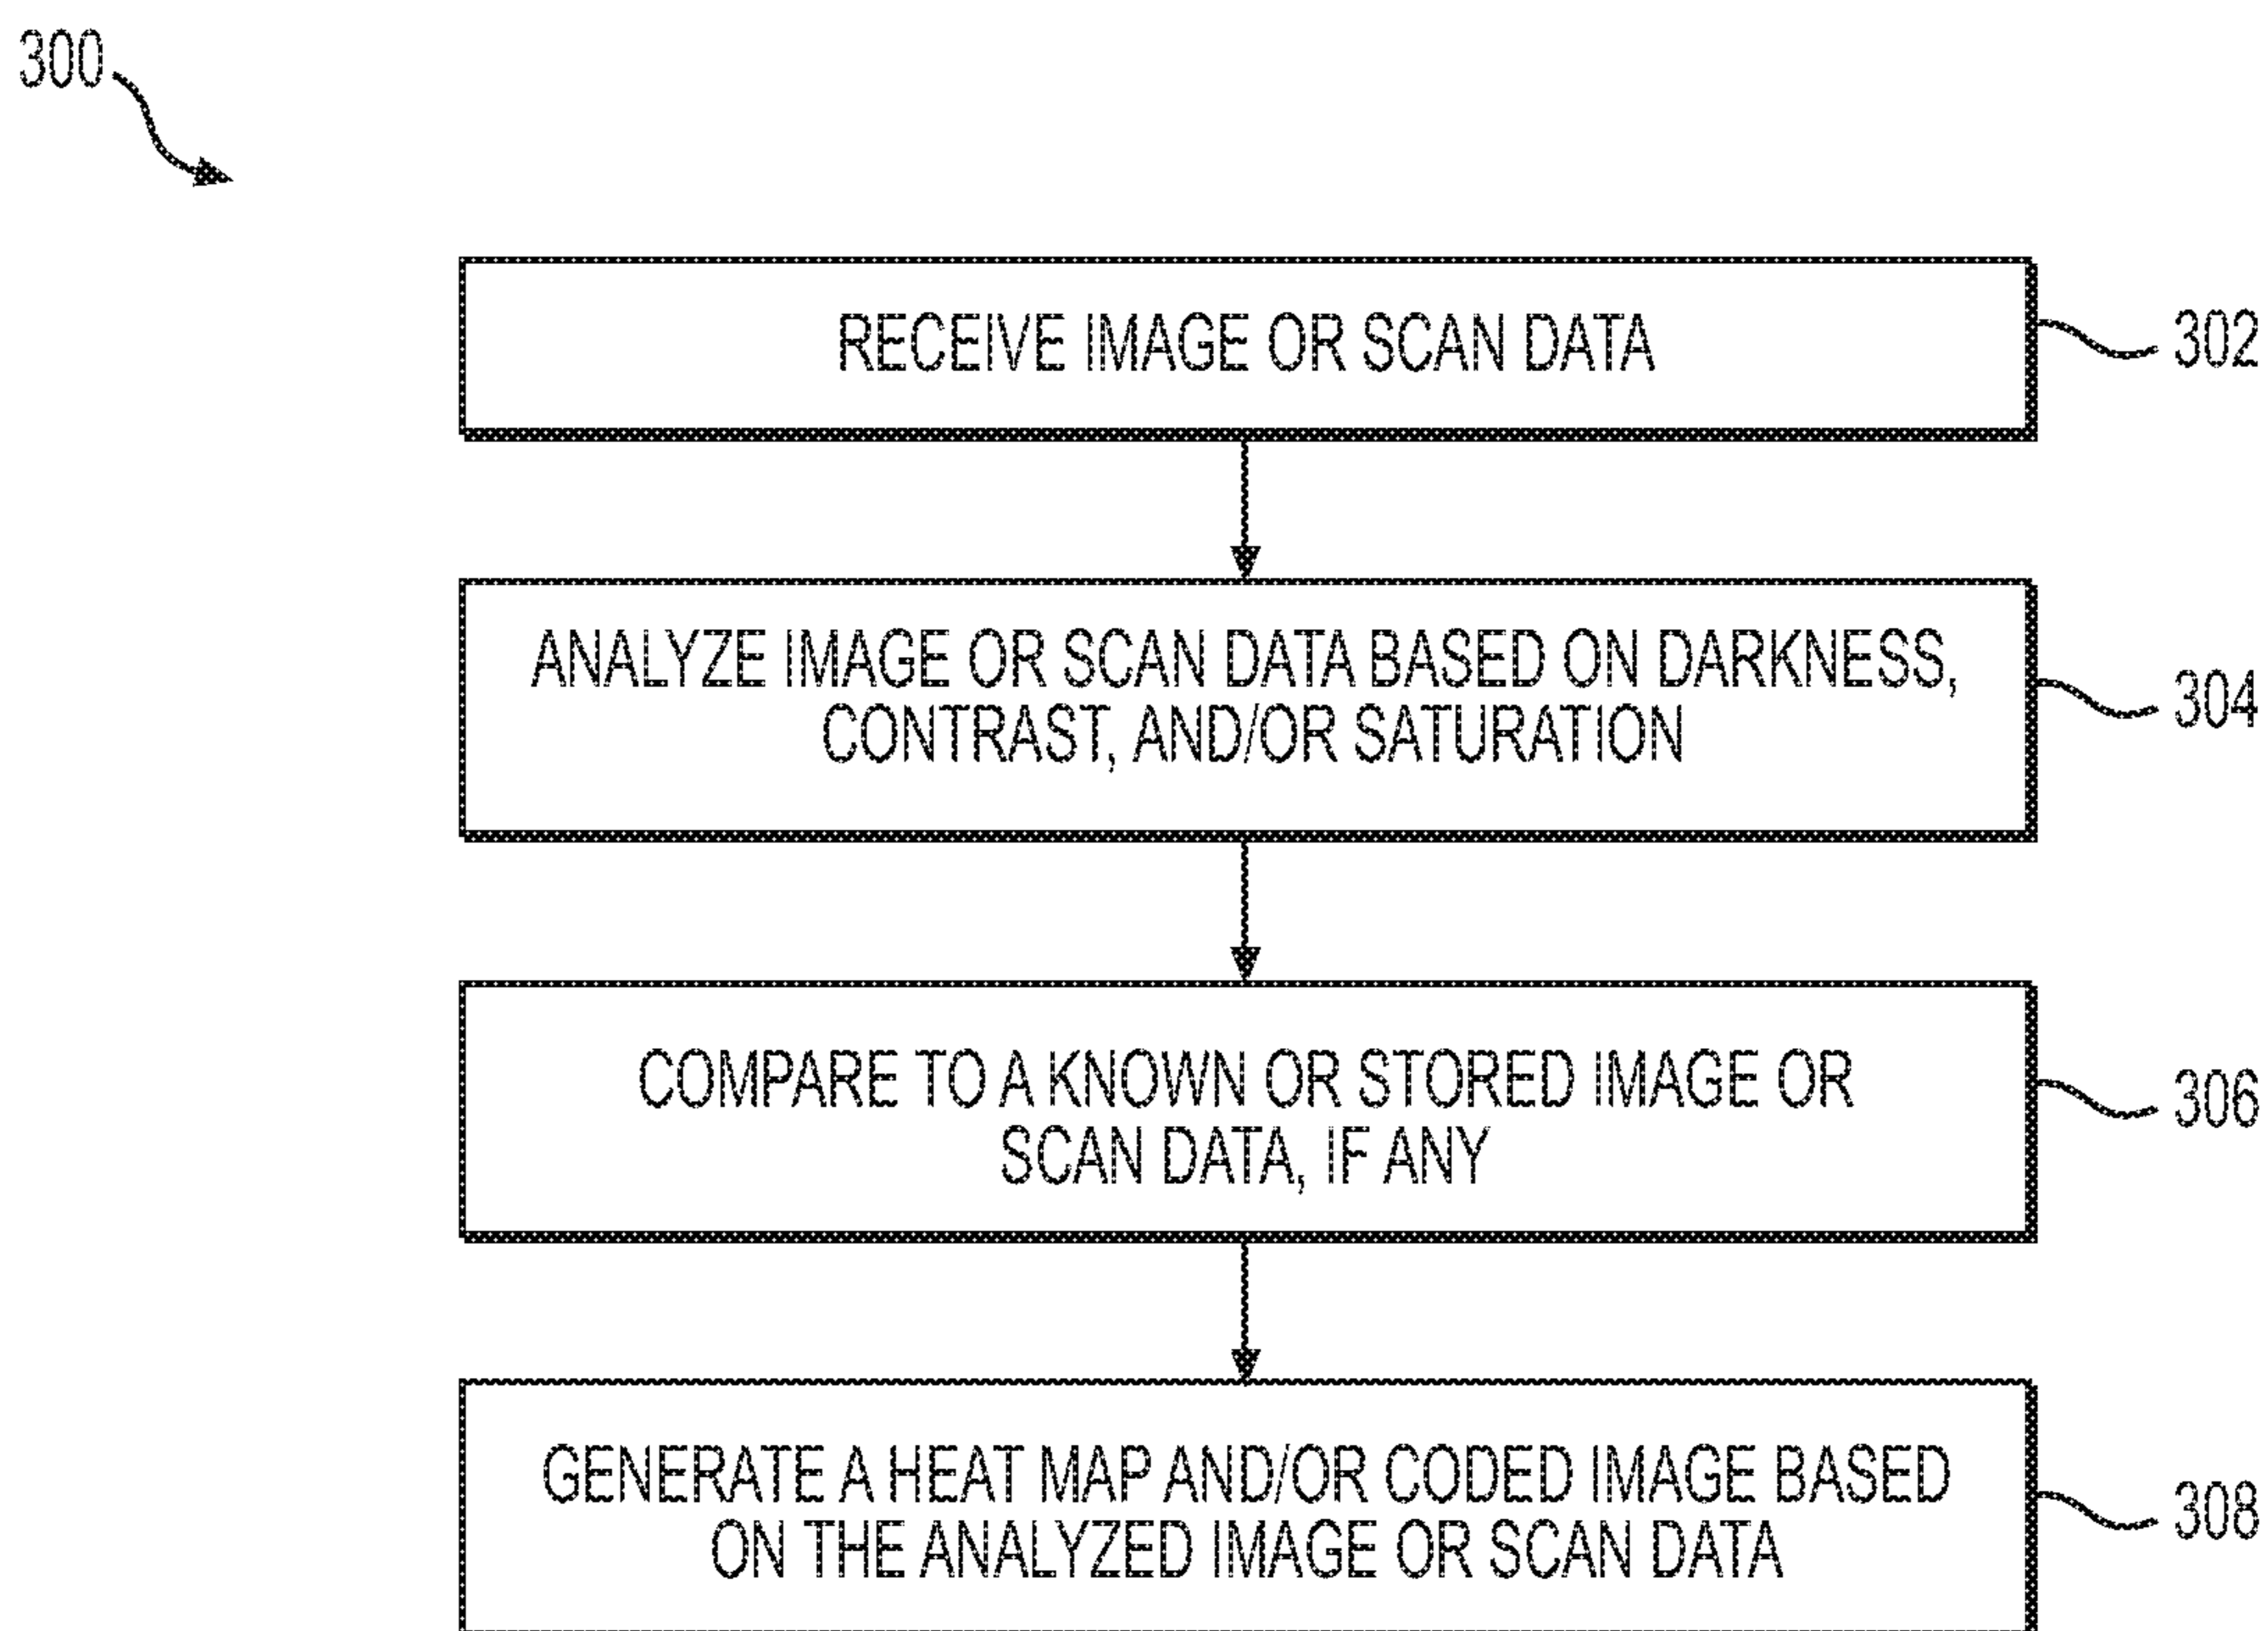 300
RECEIVE IMAGE OR SCAN DATA
302
ANALYZE IMAGE OR SCAN DATA BASED ON DARKNESS,
CONTRAST, AND/OR SATURATION
304
COMPARE TO A KNOWN OR STORED IMAGE OR
SCAN DATA, IF ANY
306
GENERATE A HEAT MAP AND/OR CODED IMAGE BASED
ON THE ANALYZED IMAGE OR SCAN DATA
308